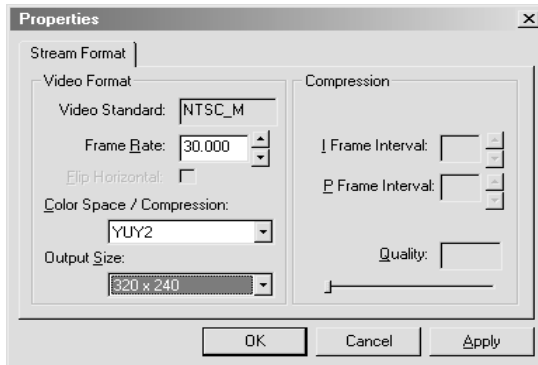 Properties
Stream Format
Video Format
Video Standard: NTSC_M
Frame Rate: 30.000
Flip Horizontal:
Color Space / Compression:
YUY2
Output Size:
320 x 240
Compression
I Frame Interval:
P Frame Interval:
Quality:
OK Cancel Apply